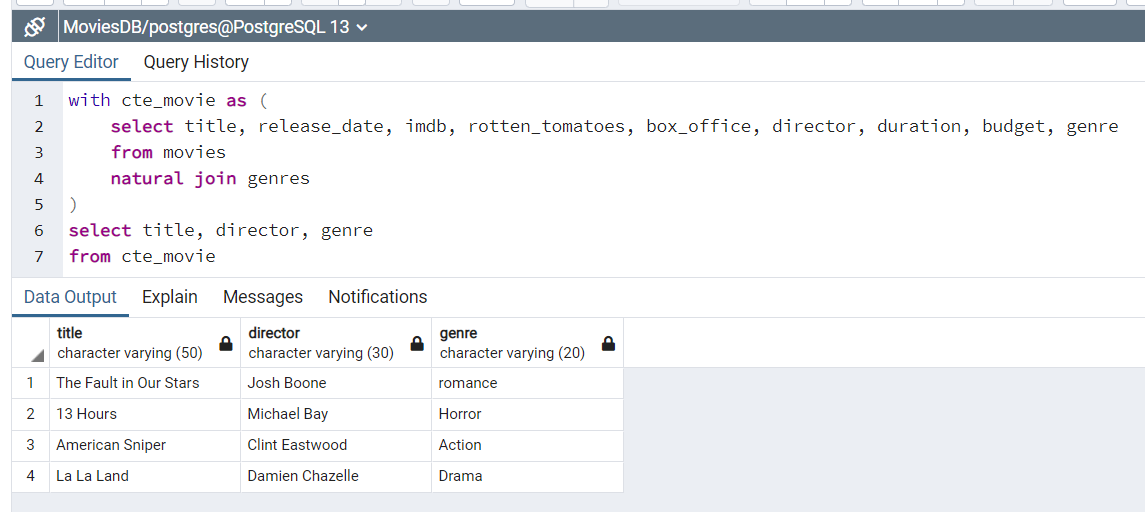 MoviesDB/postgres@PostgreSQL 13
Query Editor Query History
1 with cte_movie as (
2 select title, release_date, imdb, rotten_tomatoes, box_office, director, duration, budget, genre
3 from movies
4 natural join genres
5 )
6 select title, director, genre
7 from cte_movie
Data Output Explain Messages Notifications
title director genre
character varying (50) character varying (30) character varying (20)
1 The Fault in Our Stars Josh Boone romance
2 13 Hours Michael Bay Horror
3 American Sniper Clint Eastwood Action
4 La La Land Damien Chazelle Drama